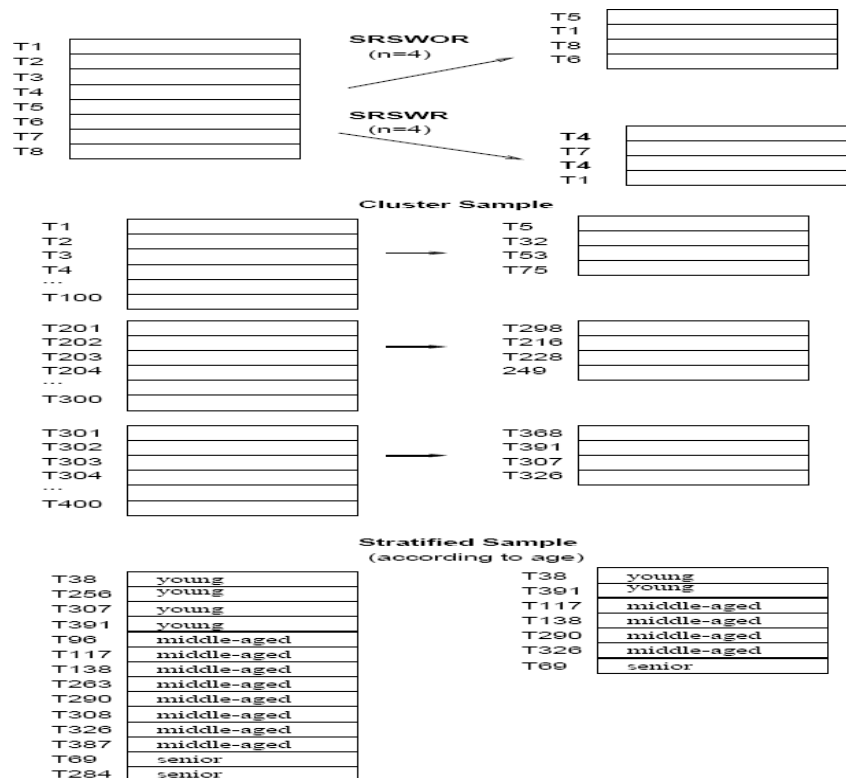 T1
T2
T3
T4
T5
T6
T7
T8
SRSWOR
(n=4)
SRSWR
(n=4)
T5
T1
T8
T6
T4
T7
T4
T1
Cluster Sample
T1
T2
T3
T4
...
T100
T5
T32
T53
T75
T201
T202
T203
T204
...
T300
T298
T216
T228
249
T301
T302
T303
T304
...
T400
T368
T391
T307
T326
Stratified Sample
(according to age)
T38 young
T256 young
T307 young
T391 young
T96 middle-aged
T117 middle-aged
T138 middle-aged
T263 middle-aged
T290 middle-aged
T308 middle-aged
T326 middle-aged
T387 middle-aged
T69 senior
T284 senior
T38 young
T391 young
T117 middle-aged
T138 middle-aged
T290 middle-aged
T326 middle-aged
T69 senior